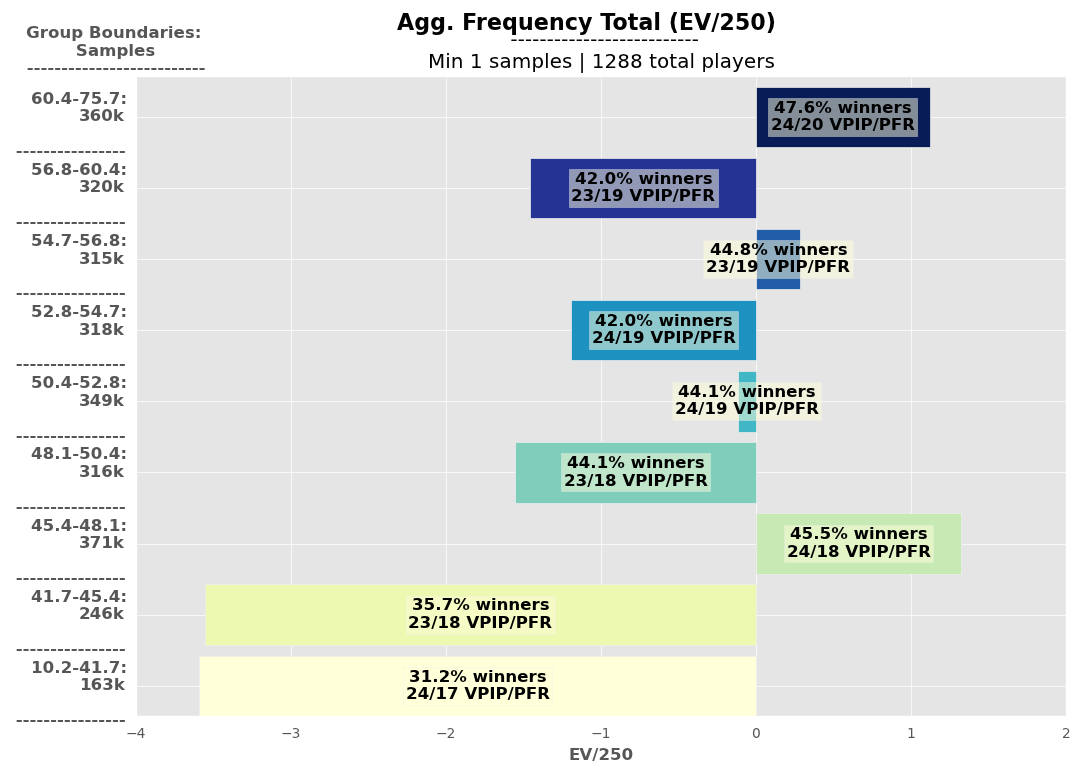 Agg. Frequency Total (EV/250)
------------------------
Min 1 samples | 1288 total players
Group Boundaries:
Samples
--------------------------
60.4-75.7:
360k
47.6% winners
24/20 VPIP/PFR
----------------
56.8-60.4:
320k
42.0% winners
23/19 VPIP/PFR
----------------
54.7-56.8:
315k
44.8% winners
23/19 VPIP/PFR
----------------
52.8-54.7:
318k
42.0% winners
24/19 VPIP/PFR
----------------
50.4-52.8:
349k
44.1% winners
24/19 VPIP/PFR
----------------
48.1-50.4:
316k
44.1% winners
23/18 VPIP/PFR
----------------
45.4-48.1:
371k
45.5% winners
24/18 VPIP/PFR
----------------
41.7-45.4:
246k
35.7% winners
23/18 VPIP/PFR
----------------
10.2-41.7:
163k
31.2% winners
24/17 VPIP/PFR
----------------
−4 −3 −2 −1 0 1 2
EV/250